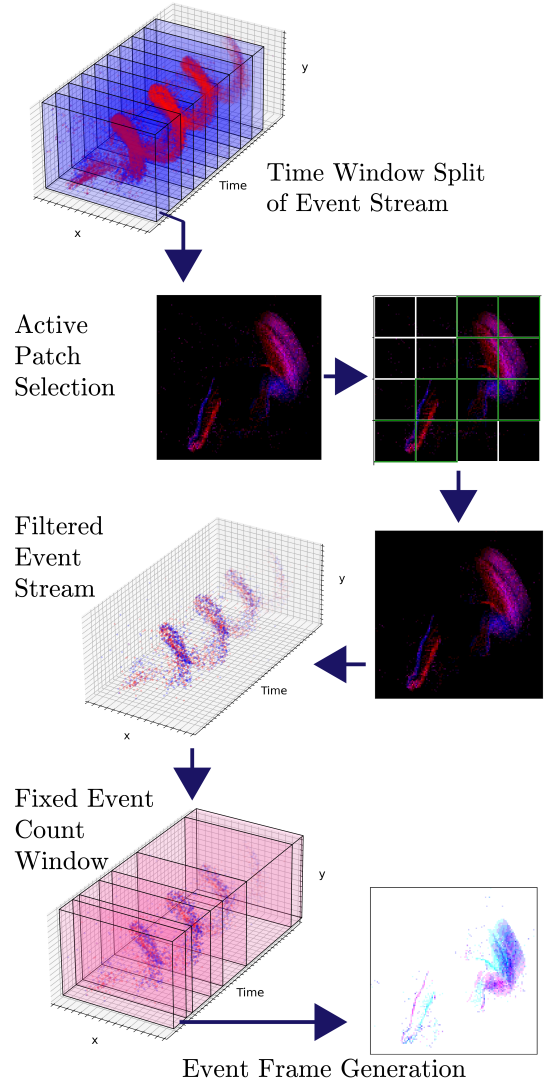 y
Time
x
Time Window Split
of Event Stream
Active
Patch
Selection
Filtered
Event
Stream
y
Time
x
Fixed Event
Count
Window
y
Time
x
Event Frame Generation